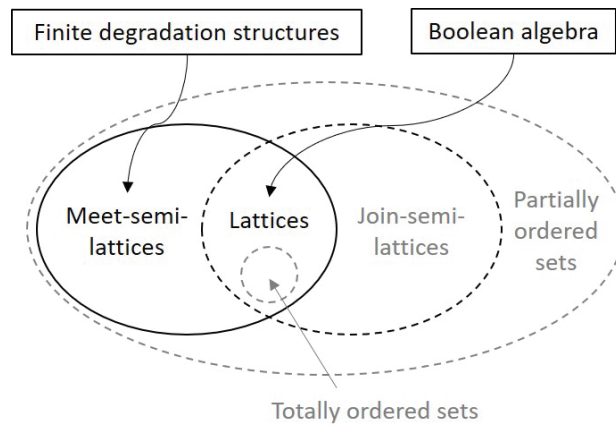 Finite degradation structures
Boolean algebra
Meet-semi-
lattices
Lattices
Join-semi-
lattices
Partially
ordered
sets
Totally ordered sets